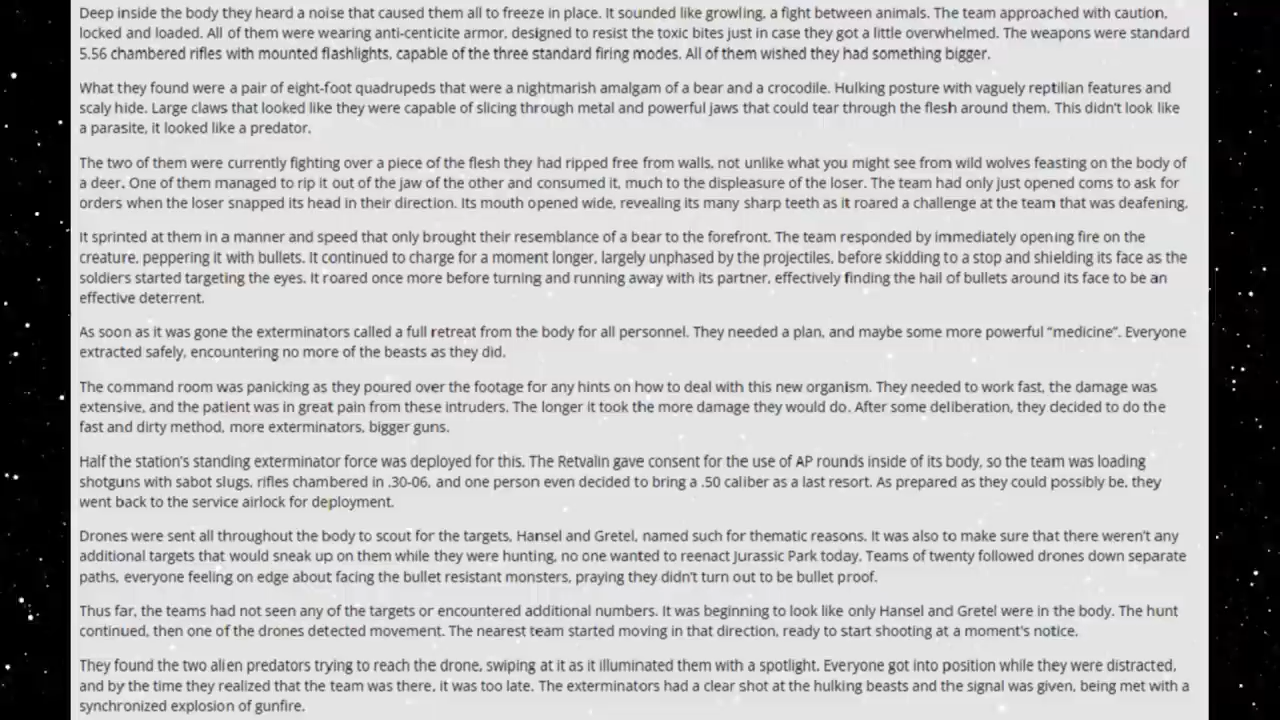 Deep inside the body they heard a noise that caused them all to freeze in place. It sounded like growling, a fight between animals. The team approached with caution,
locked and loaded. All of them were wearing anti-centicite armor, designed to resist the toxic bites just in case they got a little overwhelmed. The weapons were standard
5.56 chambered rifles with mounted flashlights, capable of the three standard firing modes. All of them wished they had something bigger.
What they found were a pair of eight-foot quadrupeds that were a nightmarish amalgam of a bear and a crocodile. Hulking posture with vaguely reptilian features and
scaly hide. Large claws that looked like they were capable of slicing through metal and powerful jaws that could tear through the flesh around them. This didn't look like
a parasite, it looked like a predator.
The two of them were currently fighting over a piece of the flesh they had ripped free from walls, not unlike what you might see from wild wolves feasting on the body of
a deer. One of them managed to rip it out of the jaw of the other and consumed it, much to the displeasure of the loser. The team had only just opened coms to ask for
orders when the loser snapped its head in their direction. Its mouth opened wide, revealing its many sharp teeth as it roared a challenge at the team that was deafening.
It sprinted at them in a manner and speed that only brought their resemblance of a bear to the forefront. The team responded by immediately opening fire on the
creature, peppering it with bullets. It continued to charge for a moment longer, largely unphased by the projectiles, before skidding to a stop and shielding its face as the
soldiers started targeting the eyes. It roared once more before turning and running away with its partner, effectively finding the hail of bullets around its face to be an
effective deterrent.
As soon as it was gone the exterminators called a full retreat from the body for all personnel. They needed a plan, and maybe some more powerful “medicine”. Everyone
extracted safely, encountering no more of the beasts as they did.
The command room was panicking as they poured over the footage for any hints on how to deal with this new organism. They needed to work fast, the damage was
extensive, and the patient was in great pain from these intruders. The longer it took the more damage they would do. After some deliberation, they decided to do the
fast and dirty method, more exterminators, bigger guns.
Half the station's standing exterminator force was deployed for this. The Retvalin gave consent for the use of AP rounds inside of its body, so the team was loading
shotguns with sabot slugs, rifles chambered in .30-06, and one person even decided to bring a .50 caliber as a last resort. As prepared as they could possibly be, they
went back to the service airlock for deployment.
Drones were sent all throughout the body to scout for the targets, Hansel and Gretel, named such for thematic reasons. It was also to make sure that there weren't any
additional targets that would sneak up on them while they were hunting, no one wanted to reenact Jurassic Park today. Teams of twenty followed drones down separate
paths, everyone feeling on edge about facing the bullet resistant monsters, praying they didn't turn out to be bullet proof.
Thus far, the teams had not seen any of the targets or encountered additional numbers. It was beginning to look like only Hansel and Gretel were in the body. The hunt
continued, then one of the drones detected movement. The nearest team started moving in that direction, ready to start shooting at a moment's notice.
They found the two alien predators trying to reach the drone, swiping at it as it illuminated them with a spotlight. Everyone got into position while they were distracted,
and by the time they realized that the team was there, it was too late. The exterminators had a clear shot at the hulking beasts and the signal was given, being met with a
synchronized explosion of gunfire.